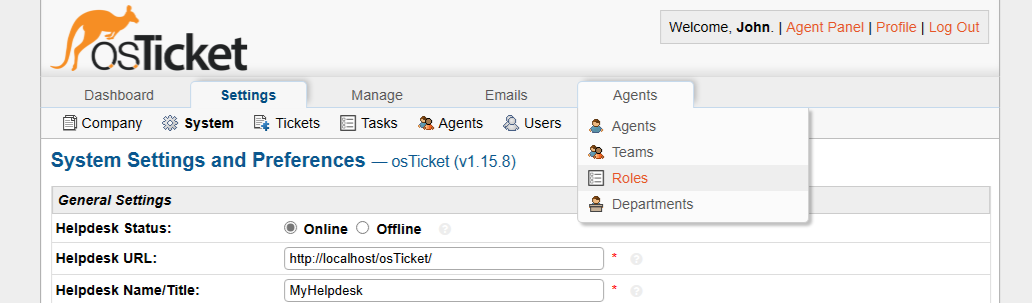 osTicket
Welcome, John. | Agent Panel | Profile | Log Out
Dashboard Settings Manage Emails Agents
Company System Tickets Tasks Agents Users
Agents
Teams
Roles
Departments
System Settings and Preferences — osTicket (v1.15.8)
General Settings
Helpdesk Status: Online Offline ?
Helpdesk URL: http://localhost/osTicket/ * ?
Helpdesk Name/Title: MyHelpdesk * ?